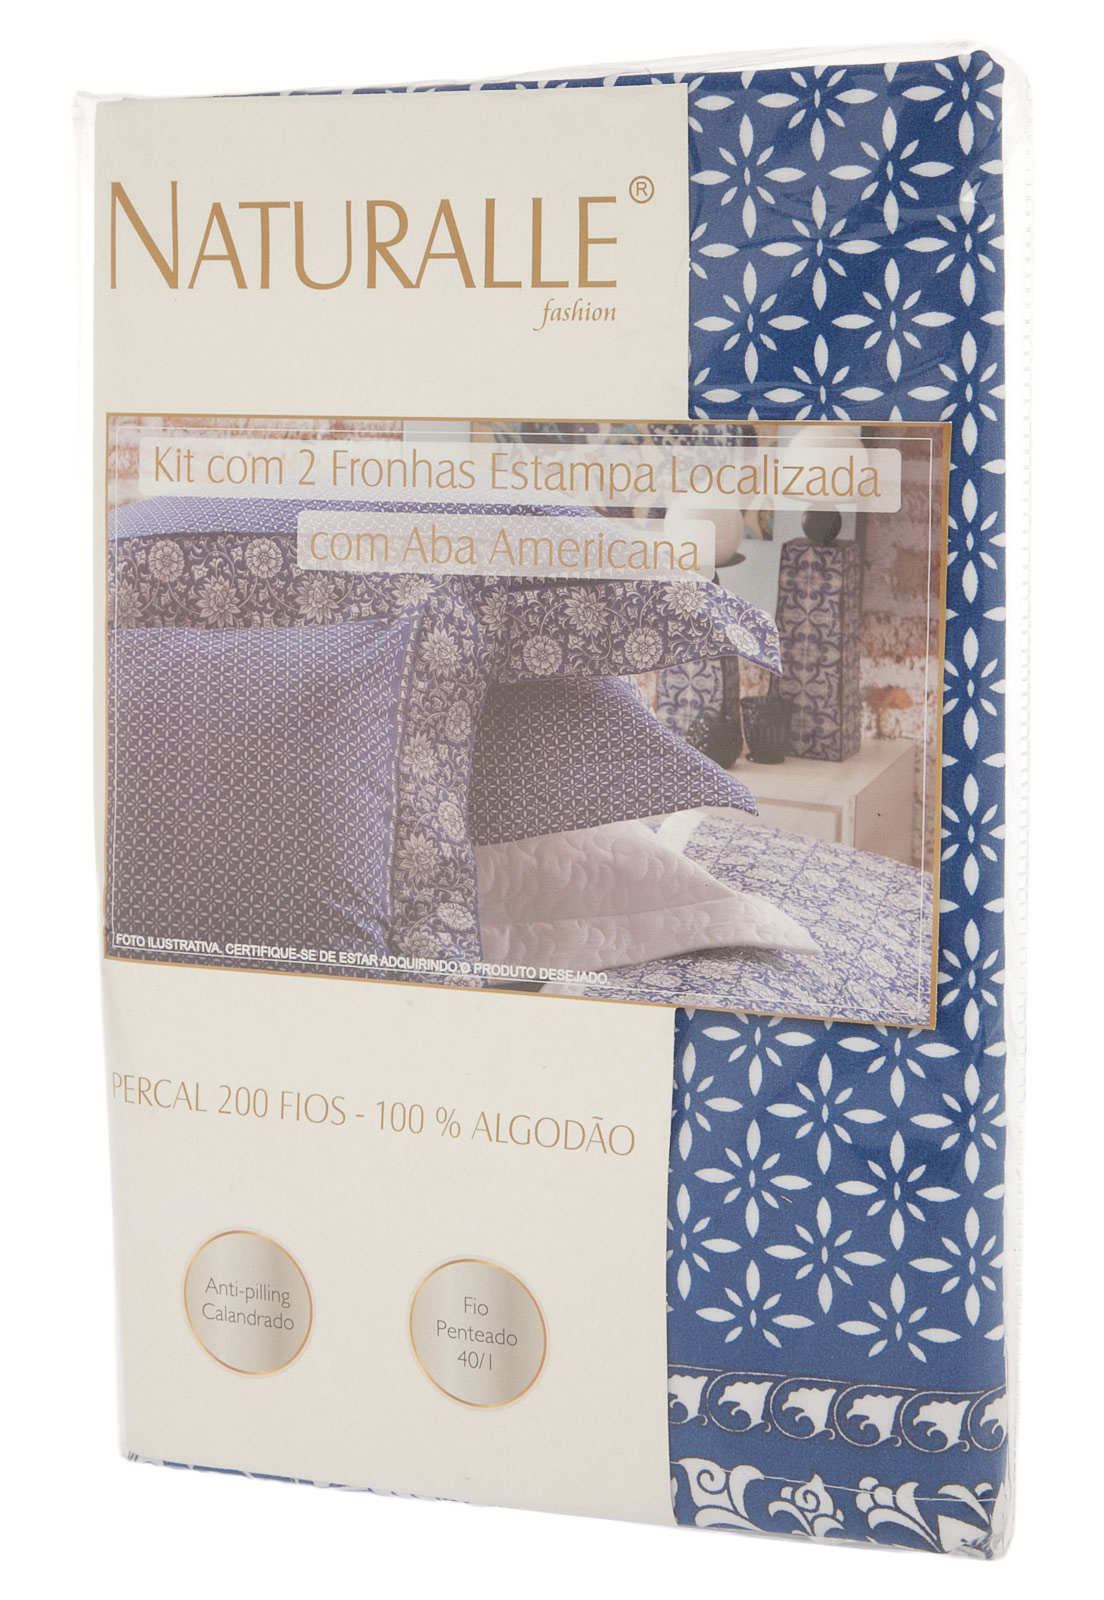 NATURALLE®
fashion
Kit com 2 Fronhas Estampa Localizada
com Aba Americana
FOTO ILUSTRATIVA. CERTIFIQUE-SE DE ESTAR ADQUIRINDO O PRODUTO DESEJADO.
PERCAL 200 FIOS - 100 % ALGODÃO
Anti-pilling
Calandrado
Fio
Penteado
40/1